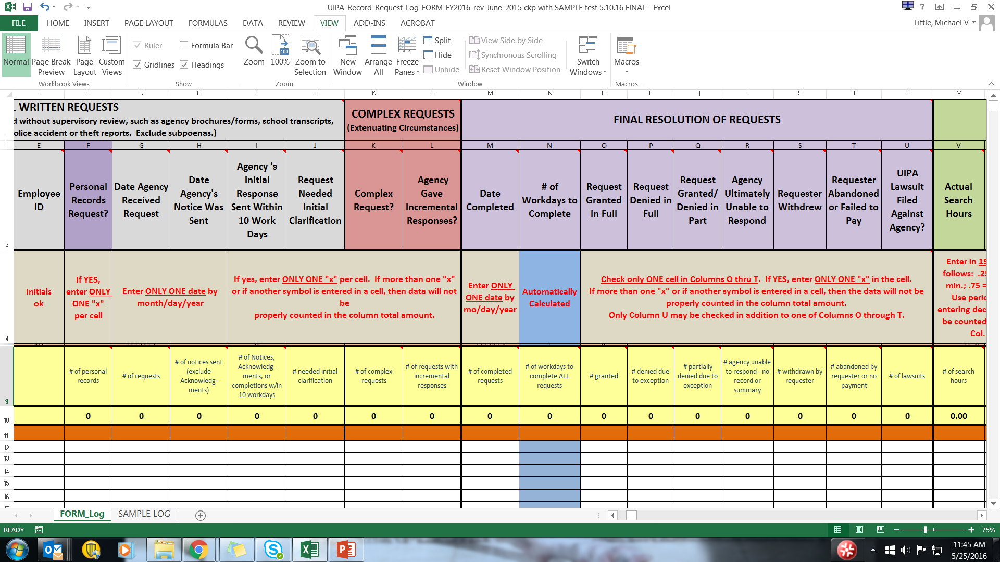 UIPA-Record-Request-Log-FORM-FY2016-rev-June-2015 ckp with SAMPLE test 5.10.16 FINAL - Excel
FILE HOME INSERT PAGE LAYOUT FORMULAS DATA REVIEW VIEW ADD-INS ACROBAT Little, Michael V
Normal
Page Break
Preview
Page
Layout
Custom
Views
Workbook Views
Ruler
Formula Bar
Gridlines
Headings
Show
Zoom
100
100%
Zoom to
Selection
Zoom
New
Window
Arrange
All
Freeze
Panes
Split
Hide
Unhide
View Side by Side
Synchronous Scrolling
Reset Window Position
Window
Switch
Windows
Macros
Macros
E F G H I J K L M N O P Q R S T U V
1
WRITTEN REQUESTS
d without supervisory review, such as agency brochures/forms, school transcripts,
olice accident or theft reports.  Exclude subpoenas.)
COMPLEX REQUESTS
(Extenuating Circumstances)
FINAL RESOLUTION OF REQUESTS
2 E F G H I J K L M N O P Q R S T U V
3
Employee
ID
Personal
Records
Request?
Date Agency
Received
Request
Date
Agency's
Notice Was
Sent
Agency 's
Initial
Response
Sent Within
10 Work
Days
Request
Needed
Initial
Clarification
Complex
Request?
Agency
Gave
Incremental
Responses?
Date
Completed
# of
Workdays to
Complete
Request
Granted
in Full
Request
Denied in
Full
Request
Granted/
Denied in
Part
Agency
Ultimately
Unable to
Respond
Requester
Withdrew
Requester
Abandoned
or Failed to
Pay
UIPA
Lawsuit
Filed
Against
Agency?
Actual
Search
Hours
4
Initials
ok
If YES,
enter ONLY
ONE "x"
per cell
Enter ONLY ONE date by
month/day/year
If yes, enter ONLY ONE "x" per cell.  If more than one "x"
or if another symbol is entered in a cell, then data will not
be
properly counted in the column total amount.
Enter ONLY
ONE date by
mo/day/year
Automatically
Calculated
Check only ONE cell in Columns O thru T.  If YES, enter ONLY ONE "x" in the cell.
If more than one "x" or if another symbol is entered in a cell, then the data will not be
properly counted in the column total amount.
Only Column U may be checked in addition to one of Columns O through T.
Enter in 15
follows:  .25
min.; .75 =
Use peri
entering dec
be counted
Col.
9
# of personal
records
# of requests
# of notices sent
(exclude
Acknowledg-
ments)
# of Notices,
Acknowledg-
ments, or
completions w/in
10 workdays
# needed initial
clarification
# of complex
requests
# of requests with
incremental
responses
# of completed
requests
# of workdays to
complete ALL
requests
# granted
# denied due
to exception
# partially
denied due to
exception
# agency unable
to respond - no
record or
summary
# withdrawn by
requester
# abandoned by
requester or no
payment
# of lawsuits
# of search
hours
10 0 0 0 0 0 0 0 0 0 0 0 0 0 0 0 0 0.00
11
12
13
14
15
16
FORM_Log SAMPLE LOG
READY 75%
11:45 AM
5/25/2016